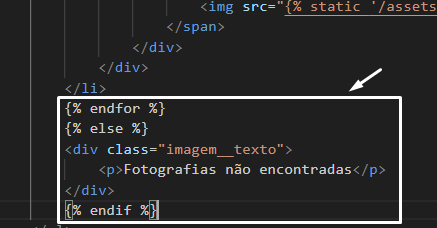 <img src="{% static '/assets
</span>
</div>
</div>
</li>
{% endfor %}
{% else %}
<div class="imagem__texto">
<p>Fotografias não encontradas</p>
</div>
{% endif %}